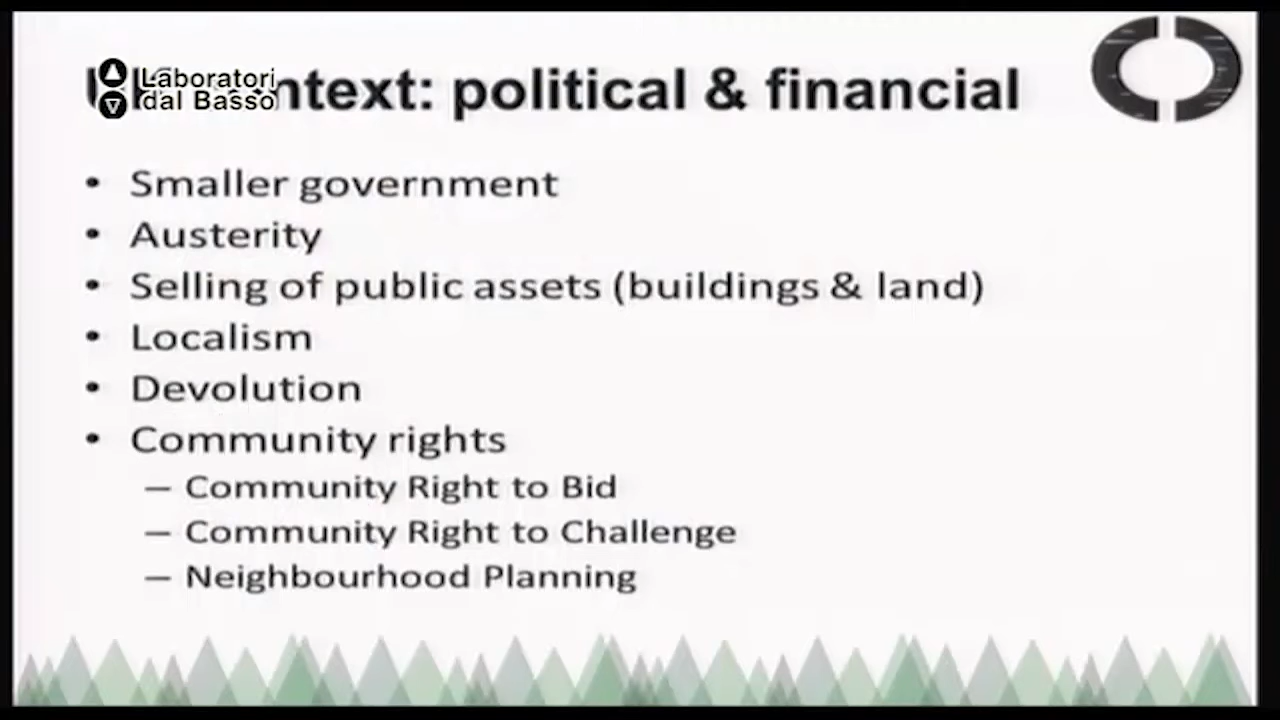 Laboratori
dal Basso
ntext: political & financial
• Smaller government
• Austerity
• Selling of public assets (buildings & land)
• Localism
• Devolution
• Community rights
– Community Right to Bid
– Community Right to Challenge
– Neighbourhood Planning